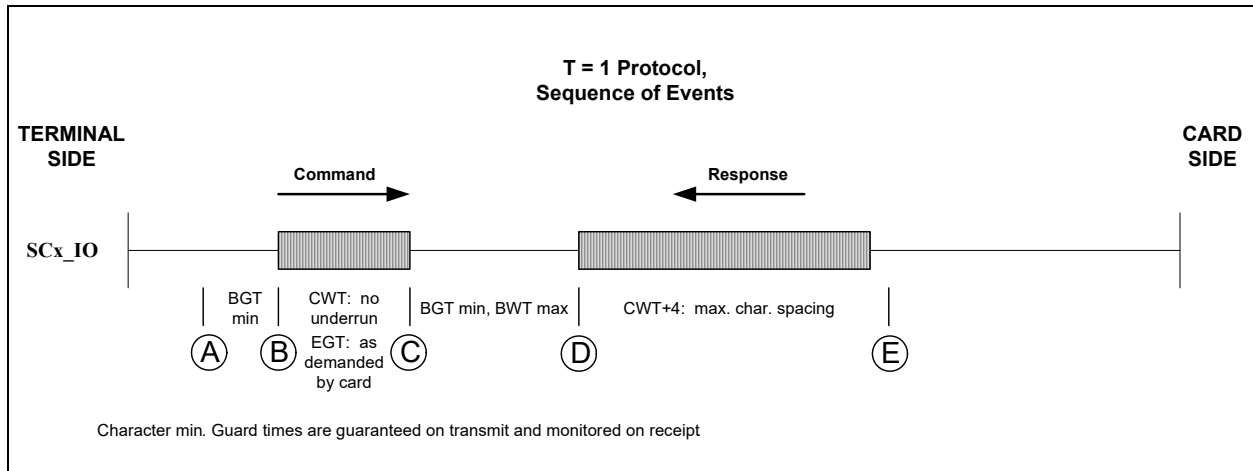 T = 1 Protocol,
Sequence of Events
TERMINAL
SIDE
CARD
SIDE
Command
Response
SCx_IO
BGT
min
CWT: no
underrun
EGT: as
demanded
by card
BGT min, BWT max
CWT+4: max. char. spacing
A
B
C
D
E
Character min. Guard times are guaranteed on transmit and monitored on receipt